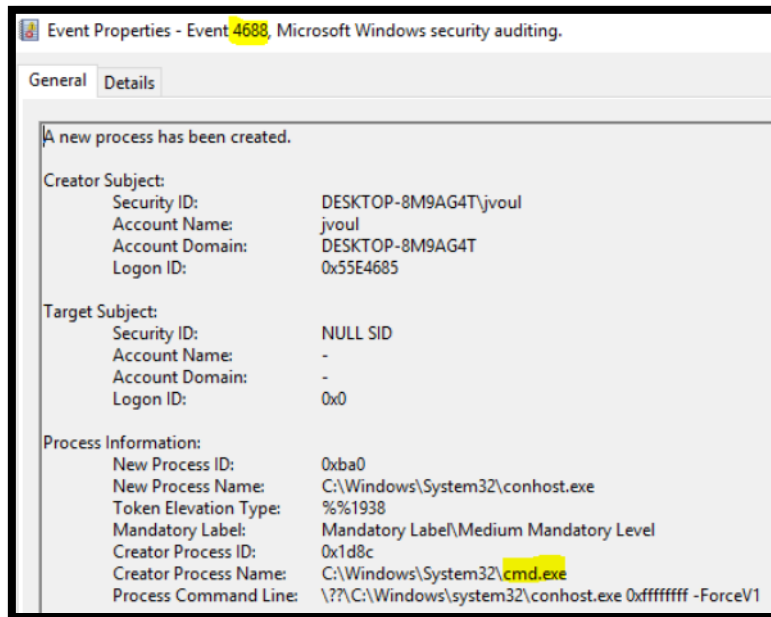 Event Properties - Event 4688, Microsoft Windows security auditing.
General Details
A new process has been created.
Creator Subject:
Security ID: DESKTOP-8M9AG4T\jvoul
Account Name: jvoul
Account Domain: DESKTOP-8M9AG4T
Logon ID: 0x55E4685
Target Subject:
Security ID: NULL SID
Account Name: -
Account Domain: -
Logon ID: 0x0
Process Information:
New Process ID: 0xba0
New Process Name: C:\Windows\System32\conhost.exe
Token Elevation Type: %%1938
Mandatory Label: Mandatory Label\Medium Mandatory Level
Creator Process ID: 0x1d8c
Creator Process Name: C:\Windows\System32\cmd.exe
Process Command Line: \??\C:\Windows\system32\conhost.exe 0xffffffff -ForceV1